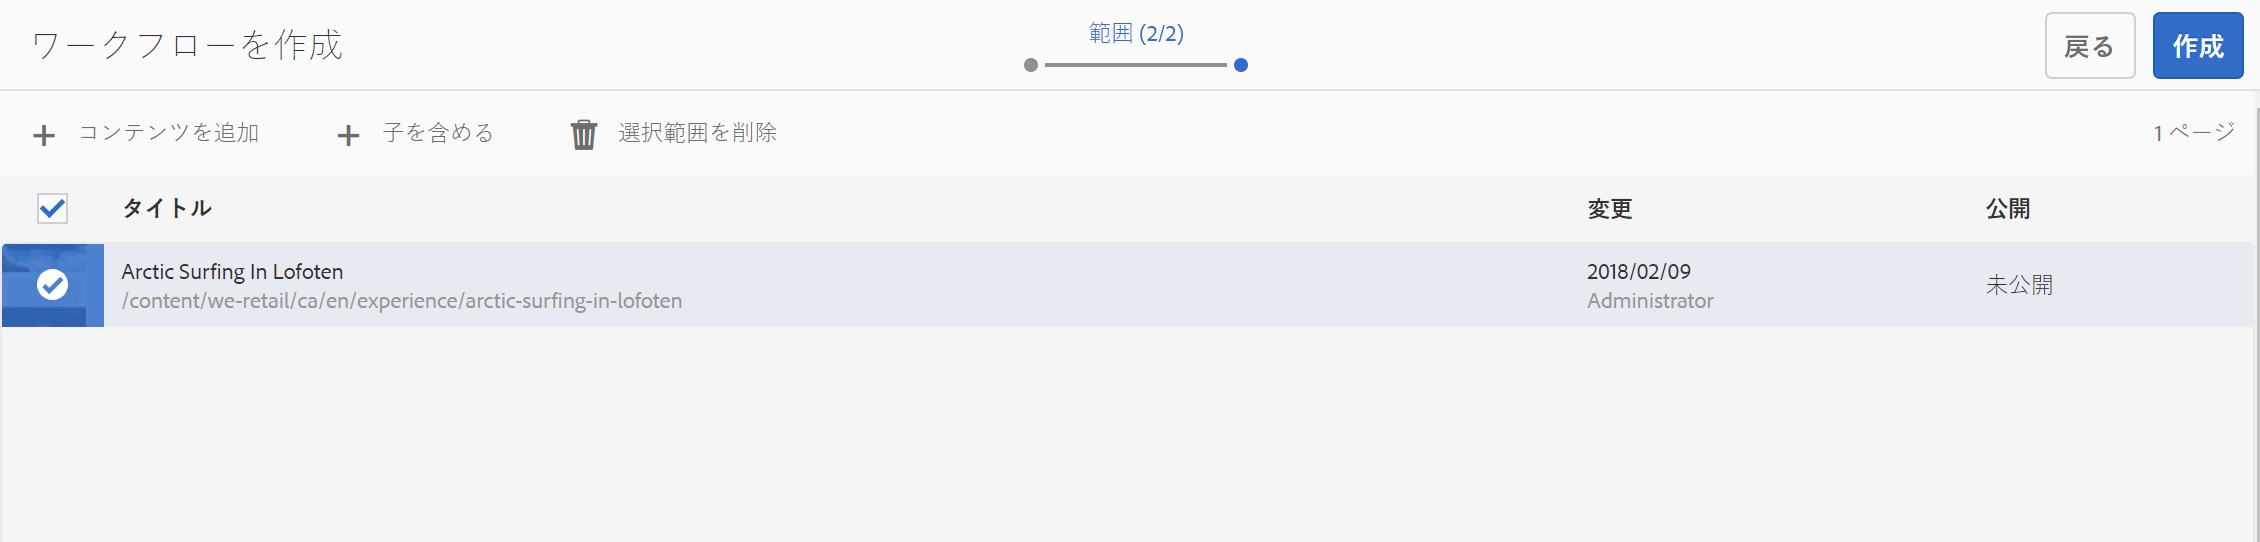 ワークフローを作成
範囲 (2/2)
戻る
作成
コンテンツを追加
子を含める
選択範囲を削除
1 ページ
タイトル
変更
公開
Arctic Surfing In Lofoten
/content/we-retail/ca/en/experience/arctic-surfing-in-lofoten
2018/02/09
Administrator
未公開